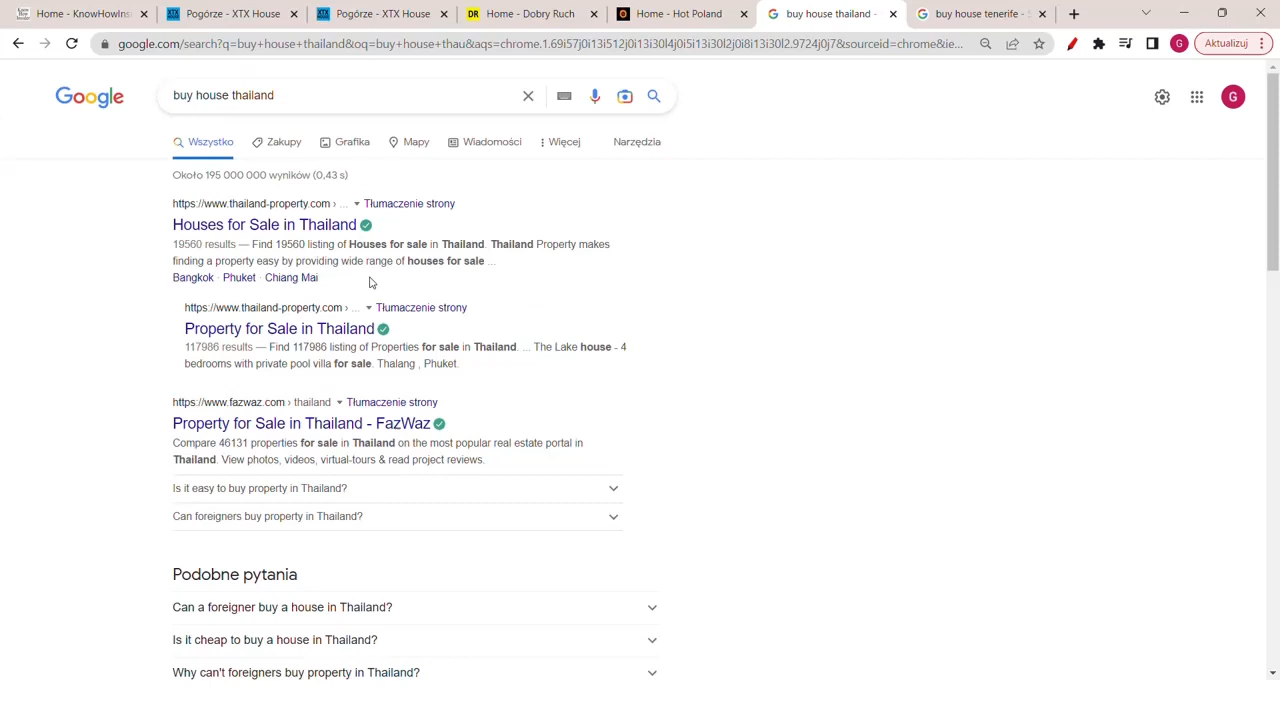 Home - KnowHowIns
Pogórze - XTX House
Pogórze - XTX House
Home - Dobry Ruch
Home - Hot Poland
buy house thailand -
buy house tenerife -
google.com/search?q=buy+house+thailand&oq=buy+house+thau&aqs=chrome.1.69i57j0i13i512j0i13i30l4j0i5i13i30l2j0i8i13i30l2.9724j0j7&sourceid=chrome&ie...
G
Aktualizuj
Google
buy house thailand
G
Wszystko
Zakupy
Grafika
Mapy
Wiadomości
Więcej
Narzędzia
Około 195 000 000 wyników (0,43 s)
https://www.thailand-property.com › ... Tłumaczenie strony
Houses for Sale in Thailand
19560 results — Find 19560 listing of Houses for sale in Thailand. Thailand Property makes
finding a property easy by providing wide range of houses for sale ...
Bangkok · Phuket · Chiang Mai
https://www.thailand-property.com › ... Tłumaczenie strony
Property for Sale in Thailand
117986 results — Find 117986 listing of Properties for sale in Thailand. ... The Lake house - 4
bedrooms with private pool villa for sale. Thalang , Phuket.
https://www.fazwaz.com › thailand Tłumaczenie strony
Property for Sale in Thailand - FazWaz
Compare 46131 properties for sale in Thailand on the most popular real estate portal in
Thailand. View photos, videos, virtual-tours & read project reviews.
Is it easy to buy property in Thailand?
Can foreigners buy property in Thailand?
Podobne pytania
Can a foreigner buy a house in Thailand?
Is it cheap to buy a house in Thailand?
Why can't foreigners buy property in Thailand?